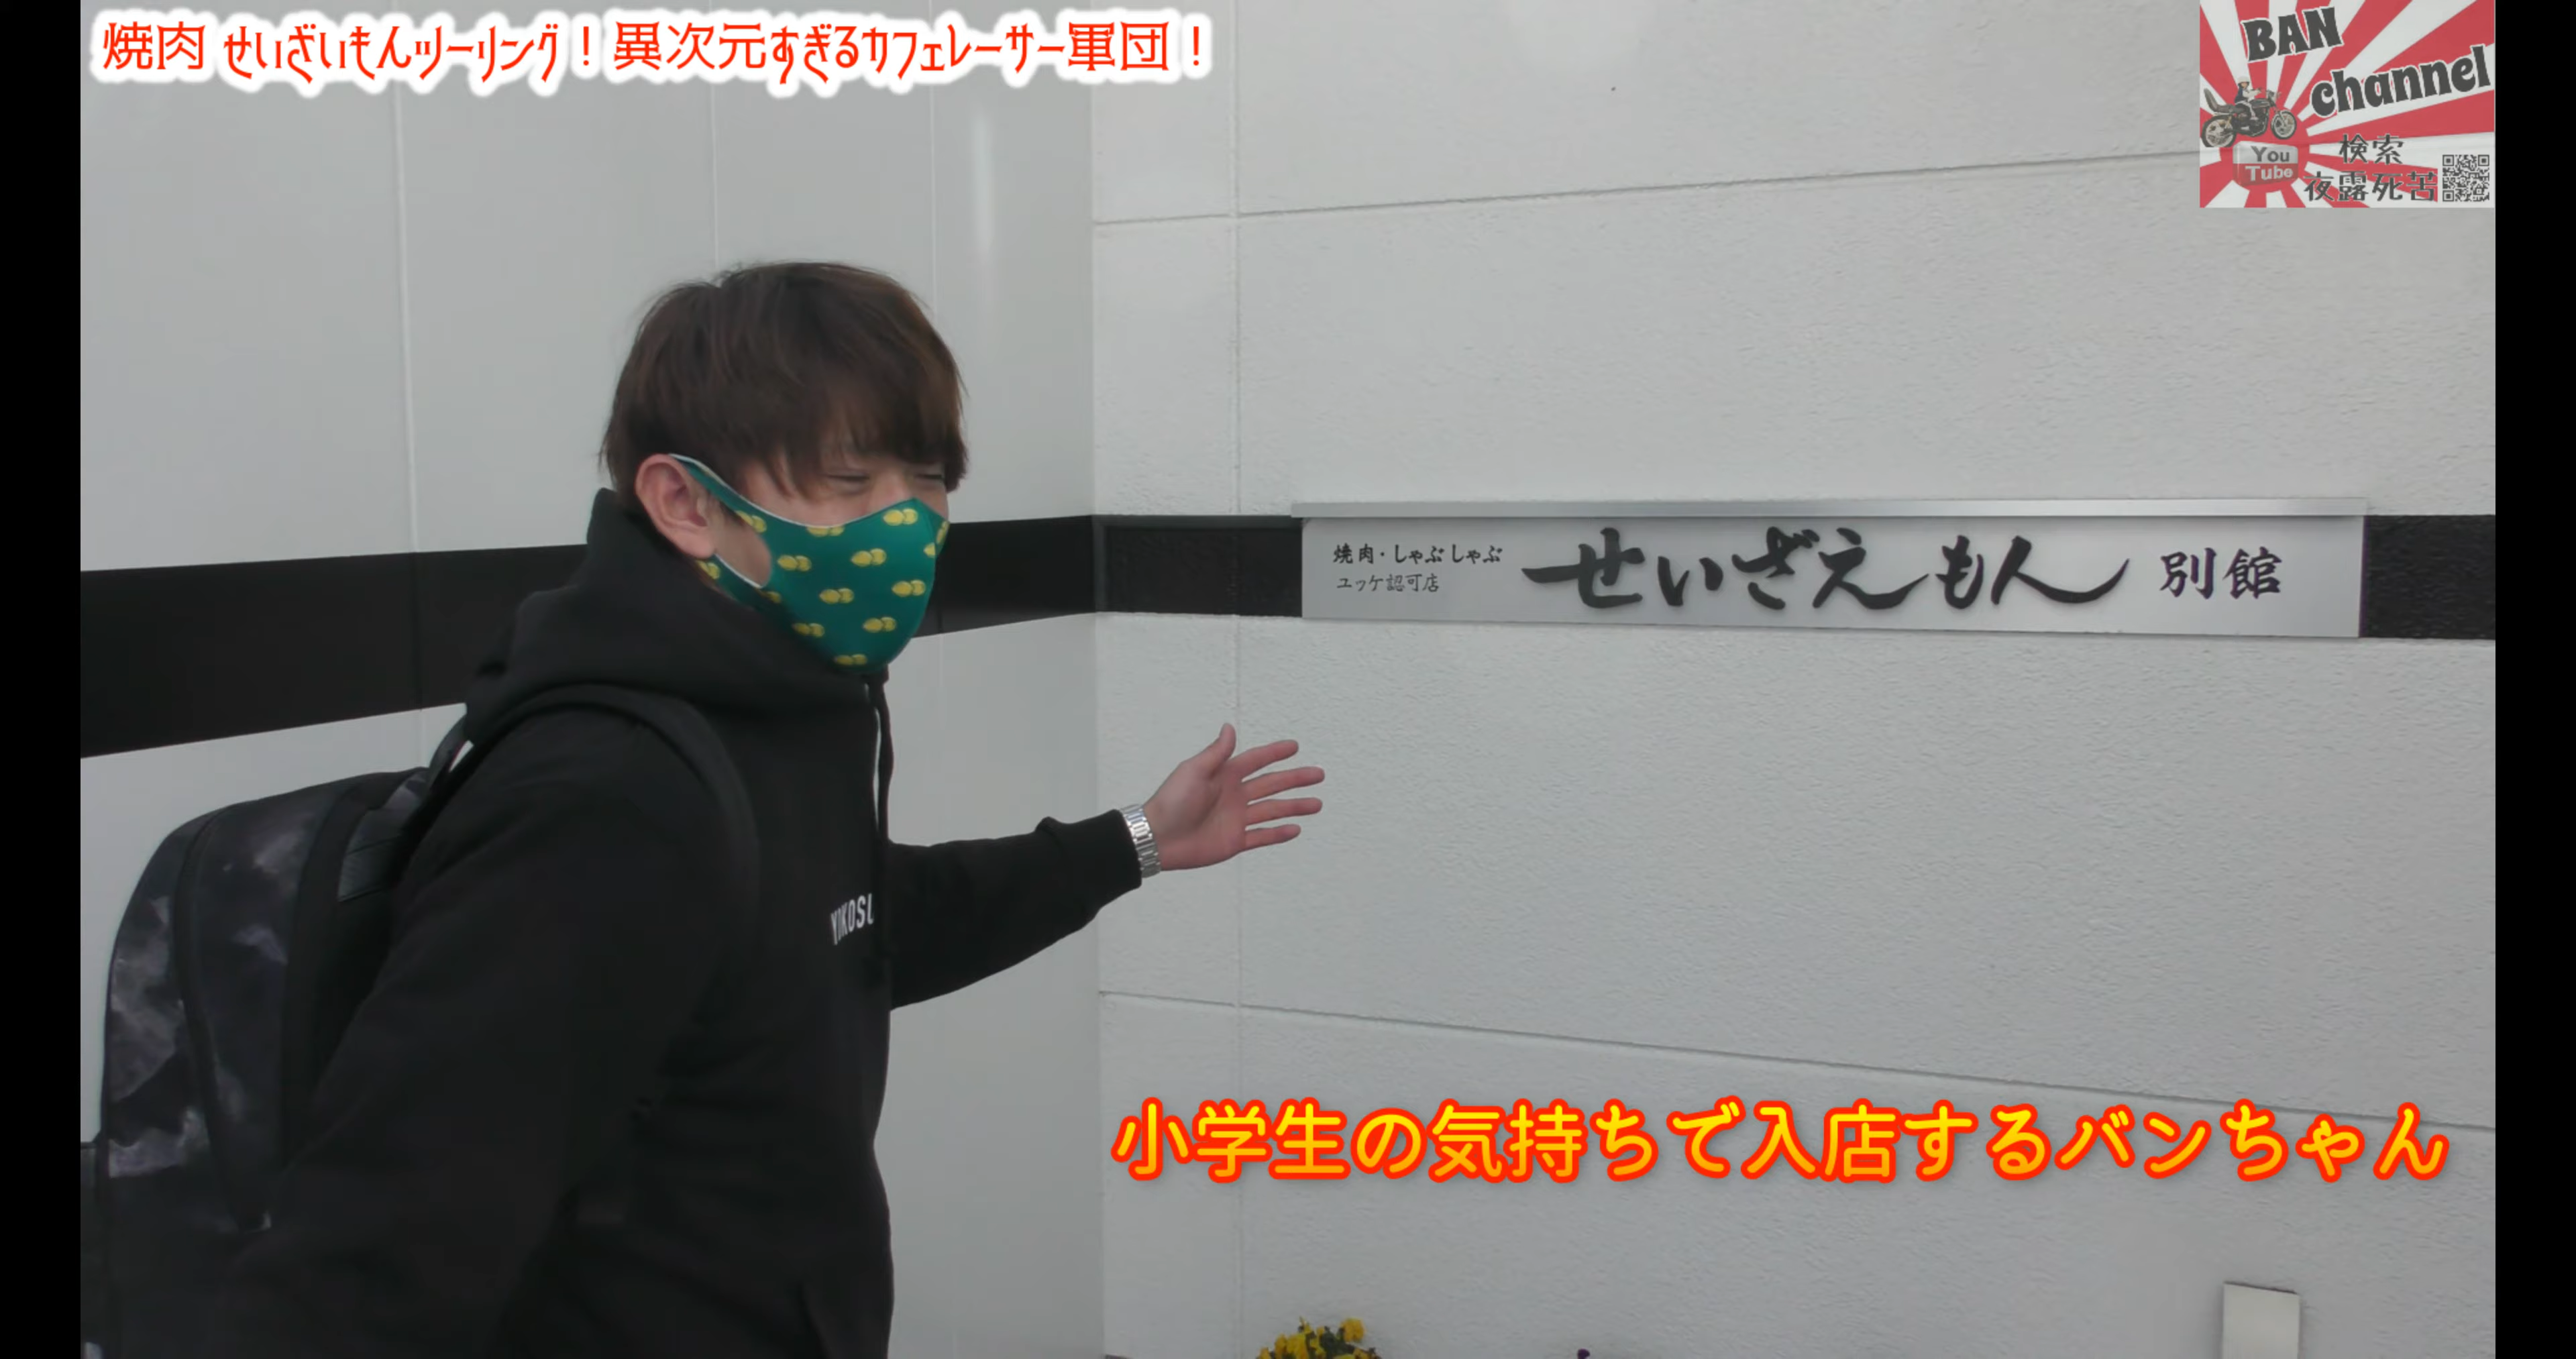 焼肉 せいざいもんツーリング！異次元すぎるカフェレーサー軍団！
BAN
channel
You
Tube
検索
夜露死苦
焼肉・しゃぶしゃぶ
ユッケ認可店
せいざえもん 別館
YOKOSU
小学生の気持ちで入店するバンちゃん